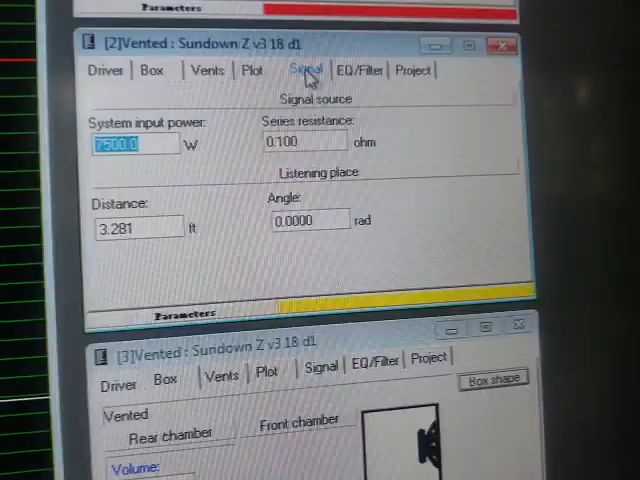 Parameters
[2]Vented : Sundown Z v3 18 d1
Driver Box Vents Plot Signal EQ/Filter Project
Signal source
System input power: Series resistance:
7500.0 W 0.100 ohm
Listening place
Distance: Angle:
3.281 ft 0.0000 rad
Parameters
[3]Vented : Sundown Z v3 18 d1
Driver Box Vents Plot Signal EQ/Filter Project
Box shape
Vented
Rear chamber Front chamber
Volume: